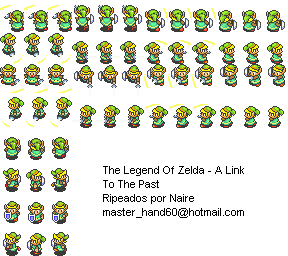 The Legend Of Zelda - A Link
To The Past
Ripeados por Naire
master_hand60@hotmail.com